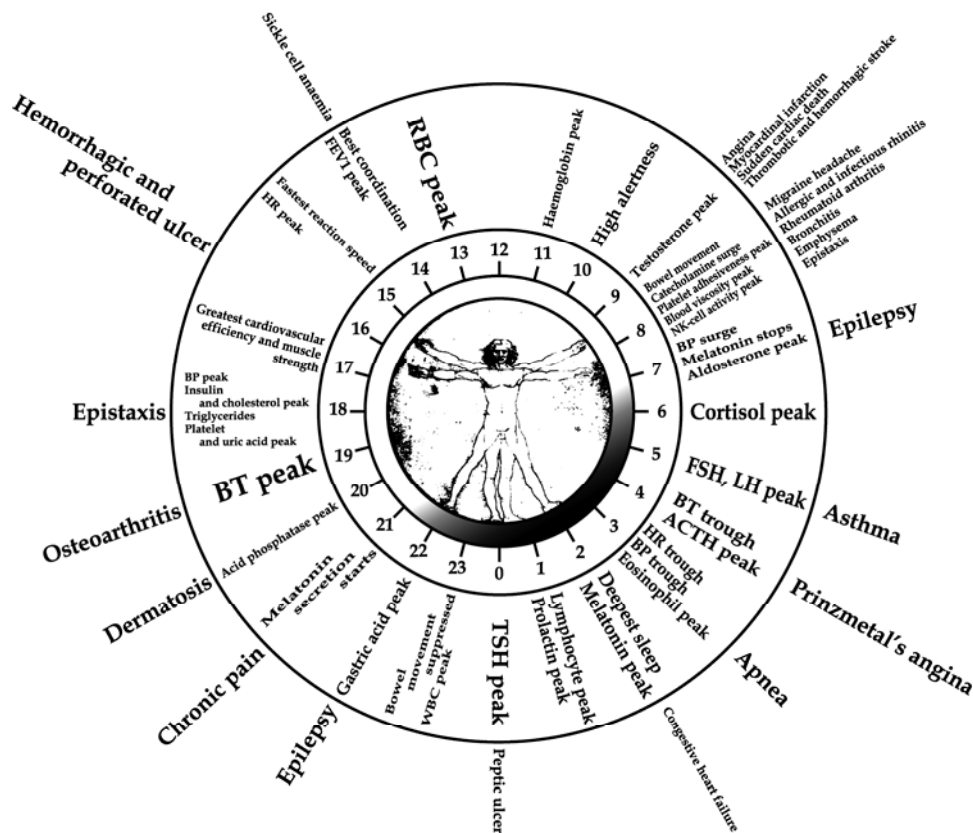 Sickle cell anaemia
Hemorrhagic and
perforated ulcer
Best coordination
FEV1 peak
RBC peak
Haemoglobin peak
High alertness
Angina
Myocardial infarction
Sudden cardiac death
Thrombotic and hemorrhagic stroke
Migraine headache
Allergic and infectious rhinitis
Rheumatoid arthritis
Bronchitis
Emphysema
Epistaxis
Fastest reaction speed
HR peak
Testosterone peak
Bowel movement
Catecholamine surge
Platelet adhesiveness peak
Blood viscosity peak
NK-cell activity peak
Greatest cardiovascular
efficiency and muscle
strength
BP surge
Melatonin stops
Aldosterone peak
Epilepsy
Epistaxis
BP peak
Insulin
and cholesterol peak
Triglycerides
Platelet
and uric acid peak
Cortisol peak
BT peak
FSH, LH peak
Asthma
Osteoarthritis
Acid phosphatase peak
BT trough
ACTH peak
Prinzmetal's angina
Dermatosis
Melatonin
secretion
starts
HR trough
BP trough
Eosinophil peak
Apnea
Chronic pain
Gastric acid peak
Epilepsy
Bowel
movement
suppressed
WBC peak
TSH peak
Lymphocyte peak
Prolactin peak
Deepest sleep
Melatonin peak
Peptic ulcer
Congestive heart failure
12
11
10
9
8
7
6
5
4
3
2
1
0
23
22
21
20
19
18
17
16
15
14
13